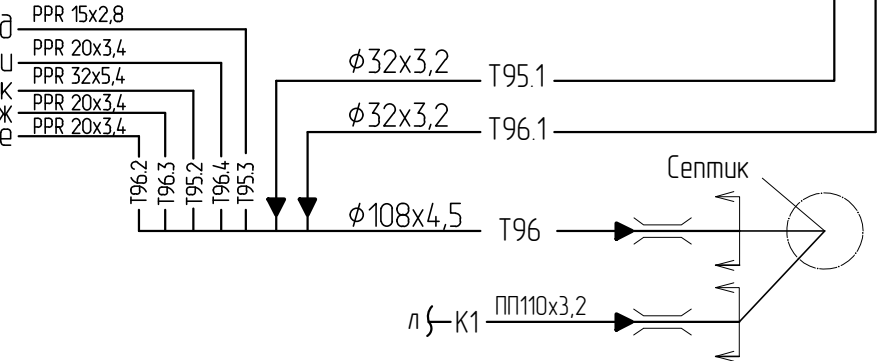 д PPR 15x2,8
и PPR 20x3,4
к PPR 32x5,4
ж PPR 20x3,4
е PPR 20x3,4
ϕ32x3,2 T95.1
ϕ32x3,2 T96.1
T96.2 T96.3 T95.2 T96.4 T95.3
Септик
ϕ108x4,5 T96
л K1 ПП110x3,2